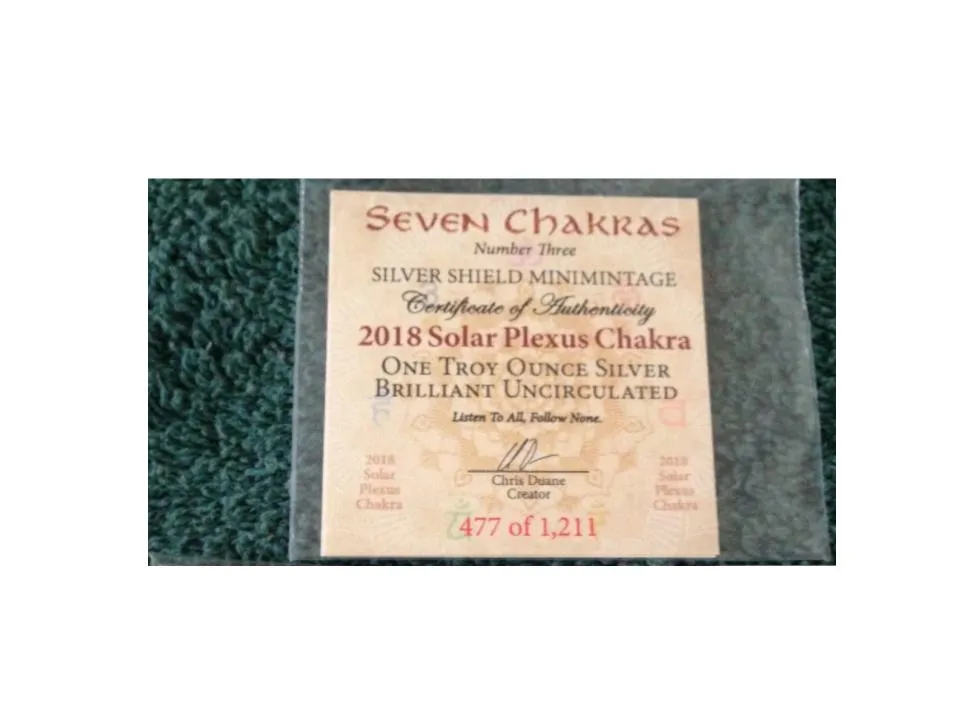 SEVEN CHAKRAS
Number Three
SILVER SHIELD MINIMINTAGE
Certificate of Authenticity
2018 Solar Plexus Chakra
ONE TROY OUNCE SILVER
BRILLIANT UNCIRCULATED
Listen To All, Follow None.
Chris Duane
Creator
2018
Solar
Plexus
Chakra
2018
Solar
Plexus
Chakra
477 of 1,211